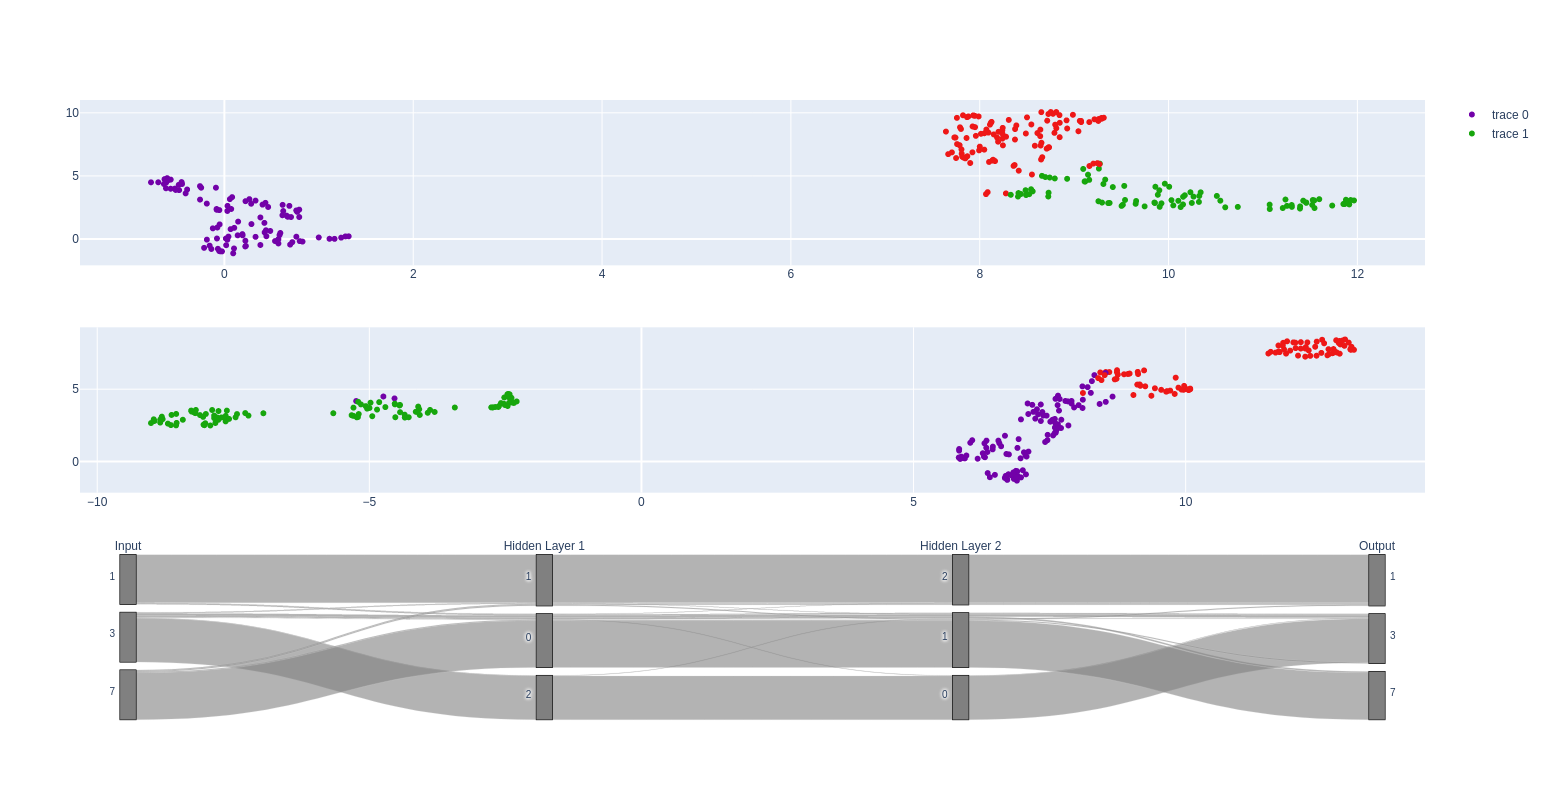 10
5
0
0 2 4 6 8 10 12
trace 0
trace 1
5
0
−10 −5 0 5 10
Input Hidden Layer 1 Hidden Layer 2 Output
1 1 2 1
3 0 1 3
7 2 0 7